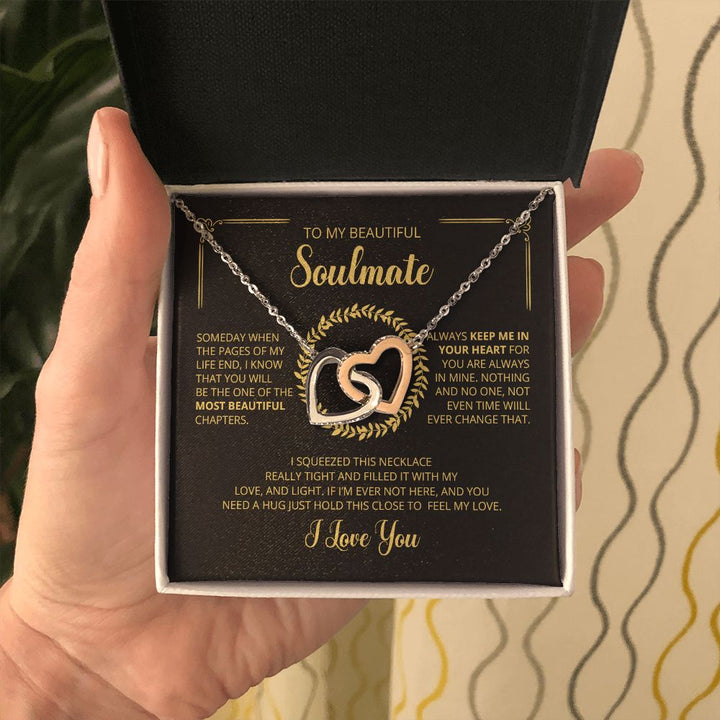 TO MY BEAUTIFUL
Soulmate
SOMEDAY WHEN
THE PAGES OF MY
LIFE END, I KNOW
THAT YOU WILL
BE THE ONE OF THE
MOST BEAUTIFUL
CHAPTERS.
ALWAYS KEEP ME IN
YOUR HEART FOR
YOU ARE ALWAYS
IN MINE. NOTHING
AND NO ONE, NOT
EVEN TIME WIILL
EVER CHANGE THAT.
I SQUEEZED THIS NECKLACE
REALLY TIGHT AND FILLED IT WITH MY
LOVE, AND LIGHT. IF I'M EVER NOT HERE, AND YOU
NEED A HUG JUST HOLD THIS CLOSE TO FEEL MY LOVE.
I Love You